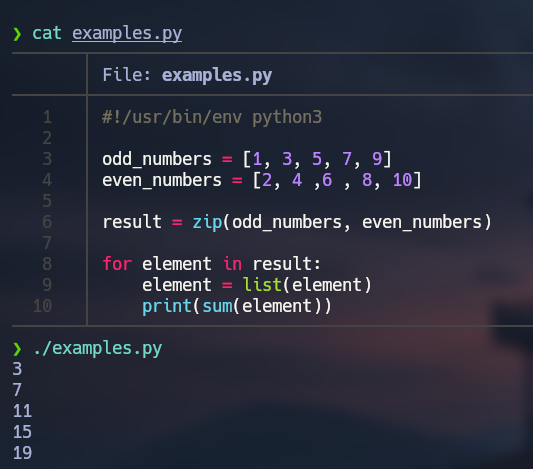 ❯ cat examples.py
File: examples.py
1 #!/usr/bin/env python3
2
3 odd_numbers = [1, 3, 5, 7, 9]
4 even_numbers = [2, 4 ,6 , 8, 10]
5
6 result = zip(odd_numbers, even_numbers)
7
8 for element in result:
9     element = list(element)
10     print(sum(element))
❯ ./examples.py
3
7
11
15
19